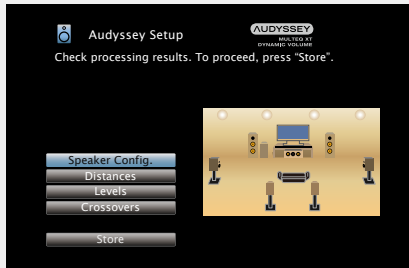 Audyssey Setup
AUDYSSEY
MULTEQ XT
DYNAMIC VOLUME
Check processing results. To proceed, press “Store”.
Speaker Config.
Distances
Levels
Crossovers
Store